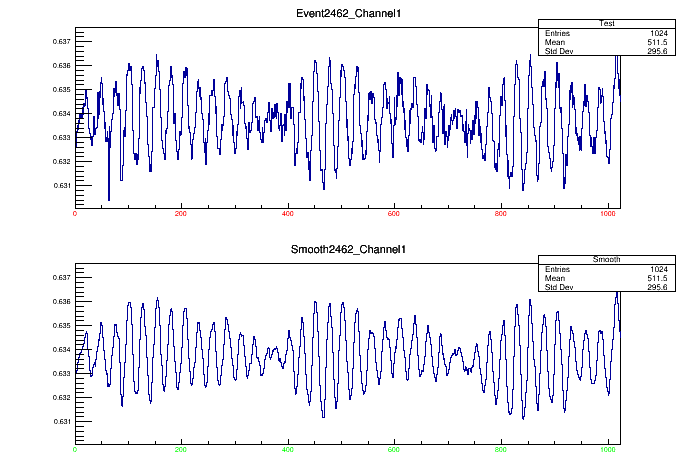 Event2462_Channel1
Test
Entries 1024
Mean 511.5
Std Dev 295.6
0.637
0.636
0.635
0.634
0.633
0.632
0.631
0 200 400 600 800 1000
Smooth2462_Channel1
Smooth
Entries 1024
Mean 511.5
Std Dev 295.6
0.637
0.636
0.635
0.634
0.633
0.632
0.631
0 200 400 600 800 1000